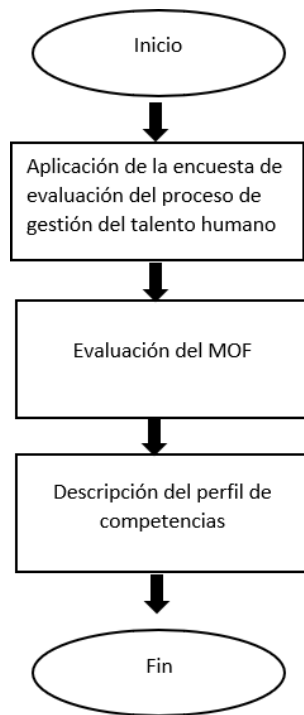 Inicio
Aplicación de la encuesta de
evaluación del proceso de
gestión del talento humano
Evaluación del MOF
Descripción del perfil de
competencias
Fin